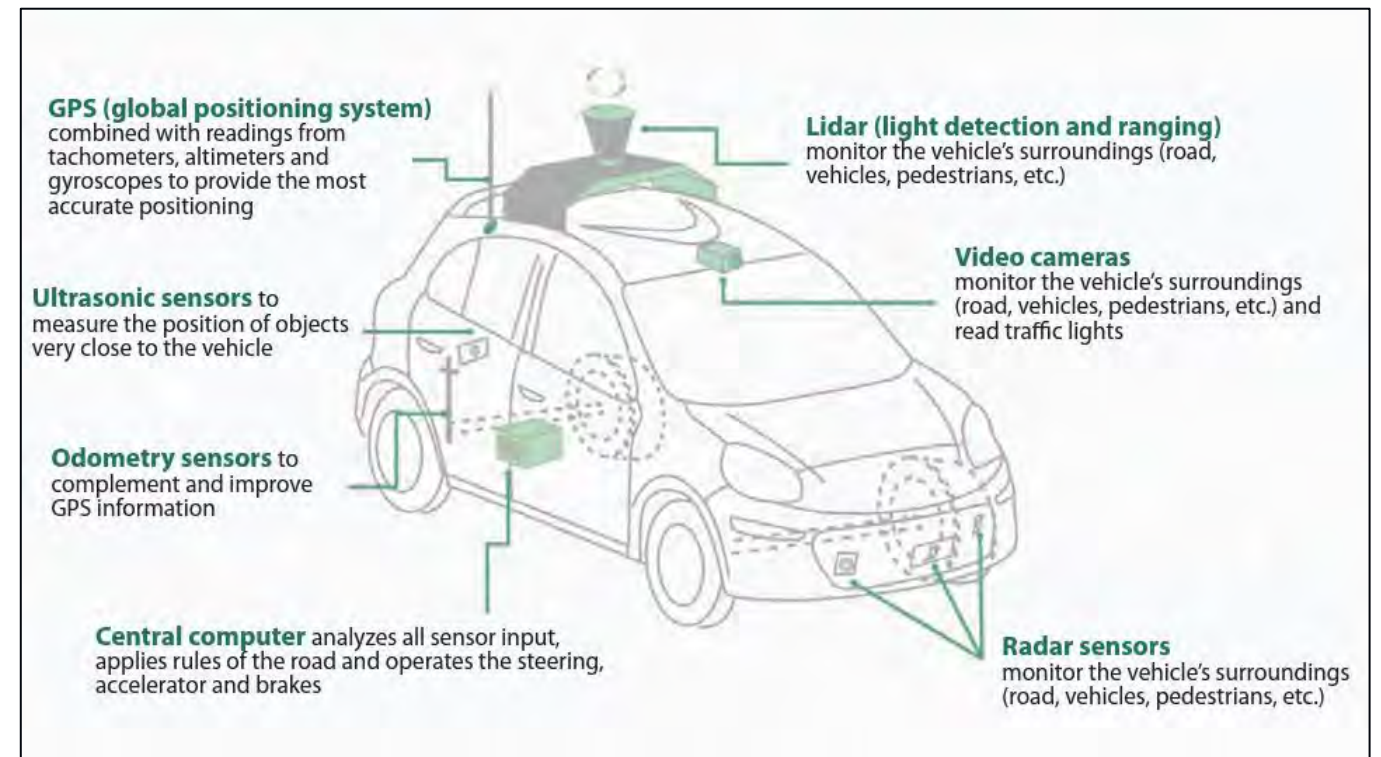 GPS (global positioning system)
combined with readings from
tachometers, altimeters and
gyroscopes to provide the most
accurate positioning
Lidar (light detection and ranging)
monitor the vehicle's surroundings (road,
vehicles, pedestrians, etc.)
Video cameras
monitor the vehicle's surroundings
(road, vehicles, pedestrians, etc.) and
read traffic lights
Ultrasonic sensors to
measure the position of objects
very close to the vehicle
Odometry sensors to
complement and improve
GPS information
Central computer analyzes all sensor input,
applies rules of the road and operates the steering,
accelerator and brakes
Radar sensors
monitor the vehicle's surroundings
(road, vehicles, pedestrians, etc.)